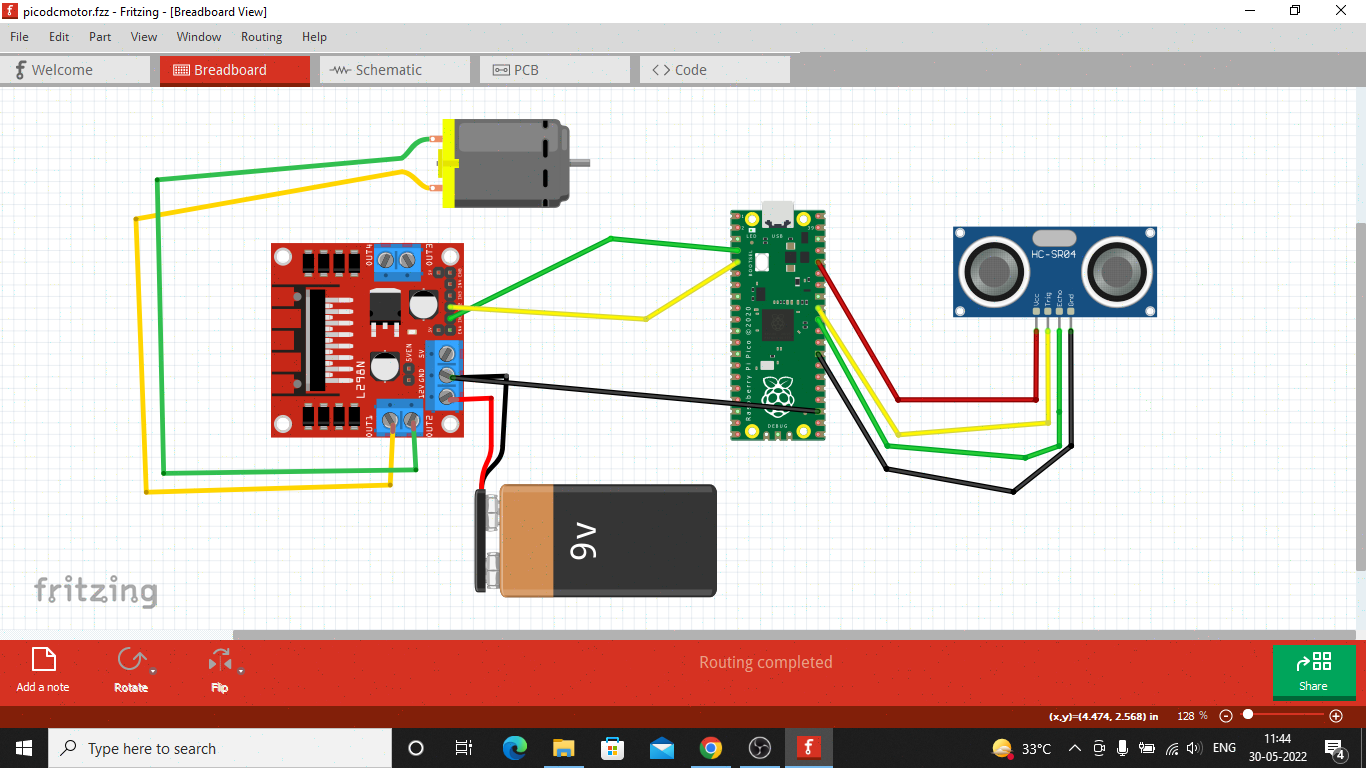 picodcmotor.fzz - Fritzing - [Breadboard View]
File Edit Part View Window Routing Help
Welcome Breadboard Schematic PCB Code
OUT4
OUT3
L298N
5VEN
5V
GND
12V
OUT1
OUT2
LED
USB
BOOTSEL
Raspberry Pi Pico ©2020
DEBUG
HC-SR04
Vcc
Trig
Echo
Gnd
9v
fritzing
Routing completed
Add a note
Rotate
Flip
Share
(x,y)=(4.474, 2.568) in 128 %
Type here to search
33°C
ENG
11:44
30-05-2022
4